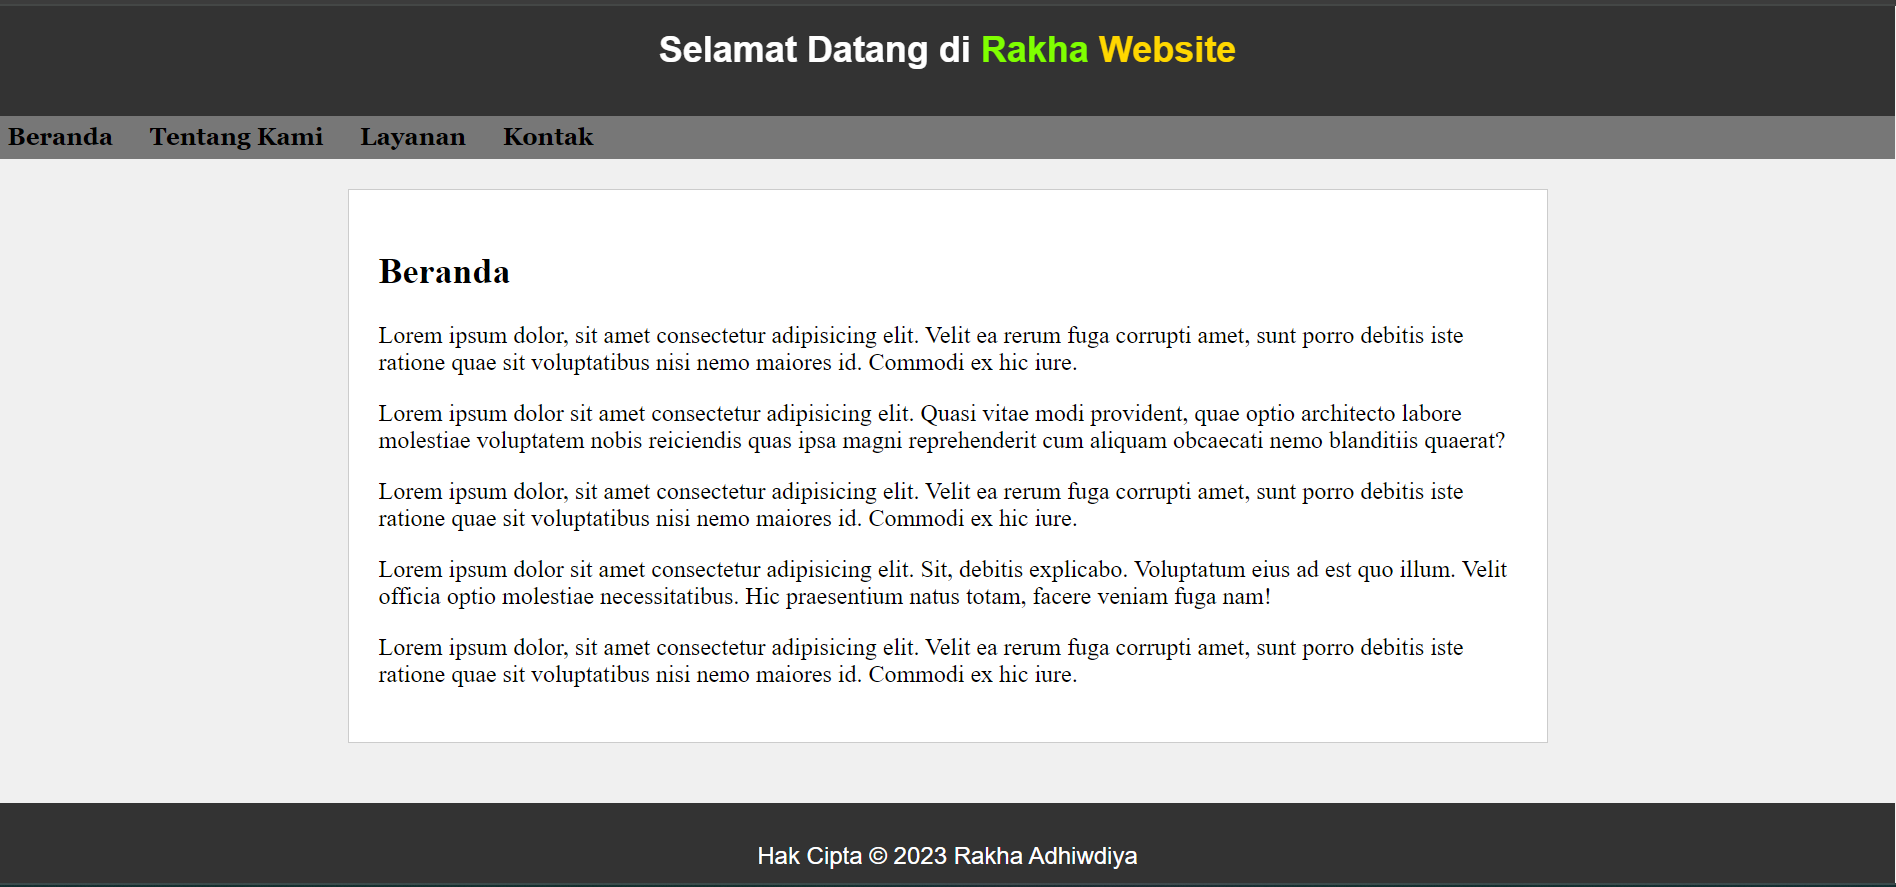 Selamat Datang di Rakha Website
Beranda Tentang Kami Layanan Kontak
Beranda
Lorem ipsum dolor, sit amet consectetur adipisicing elit. Velit ea rerum fuga corrupti amet, sunt porro debitis iste
ratione quae sit voluptatibus nisi nemo maiores id. Commodi ex hic iure.
Lorem ipsum dolor sit amet consectetur adipisicing elit. Quasi vitae modi provident, quae optio architecto labore
molestiae voluptatem nobis reiciendis quas ipsa magni reprehenderit cum aliquam obcaecati nemo blanditiis quaerat?
Lorem ipsum dolor, sit amet consectetur adipisicing elit. Velit ea rerum fuga corrupti amet, sunt porro debitis iste
ratione quae sit voluptatibus nisi nemo maiores id. Commodi ex hic iure.
Lorem ipsum dolor sit amet consectetur adipisicing elit. Sit, debitis explicabo. Voluptatum eius ad est quo illum. Velit
officia optio molestiae necessitatibus. Hic praesentium natus totam, facere veniam fuga nam!
Lorem ipsum dolor, sit amet consectetur adipisicing elit. Velit ea rerum fuga corrupti amet, sunt porro debitis iste
ratione quae sit voluptatibus nisi nemo maiores id. Commodi ex hic iure.
Hak Cipta © 2023 Rakha Adhiwdiya